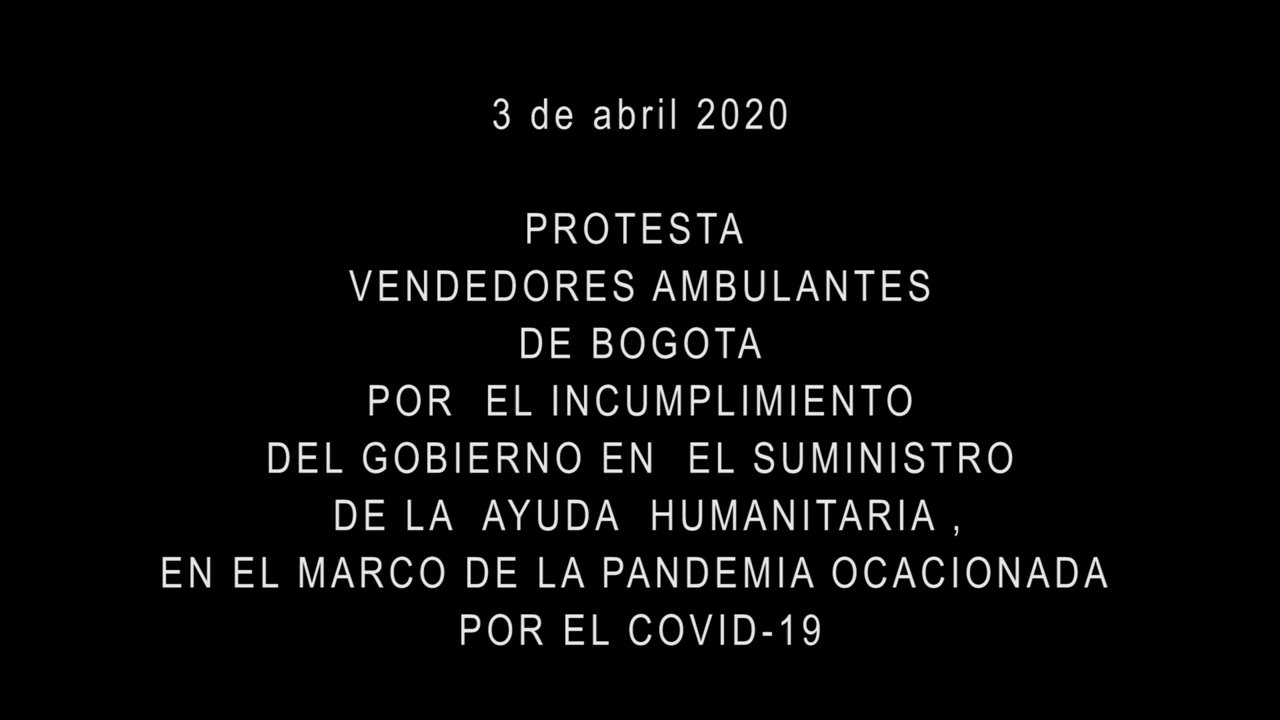 3 de abril 2020
PROTESTA
VENDEDORES AMBULANTES
DE BOGOTA
POR  EL INCUMPLIMIENTO
DEL GOBIERNO EN  EL SUMINISTRO
DE LA  AYUDA  HUMANITARIA ,
EN EL MARCO DE LA PANDEMIA OCACIONADA
POR EL COVID-19